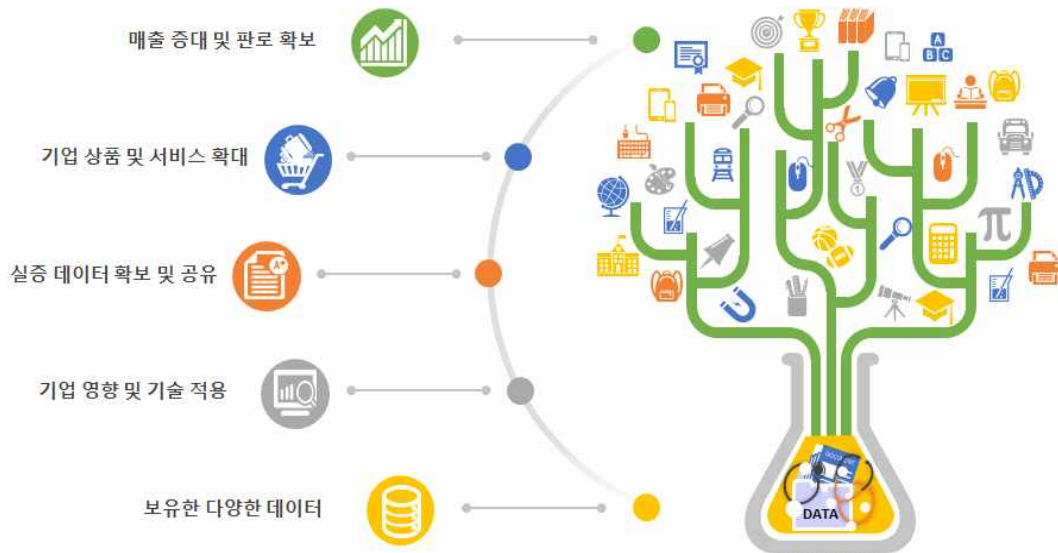 매출 증대 및 판로 확보
기업 상품 및 서비스 확대
실증 데이터 확보 및 공유
A+
기업 영향 및 기술 적용
보유한 다양한 데이터
A
B C
1
π
DATA